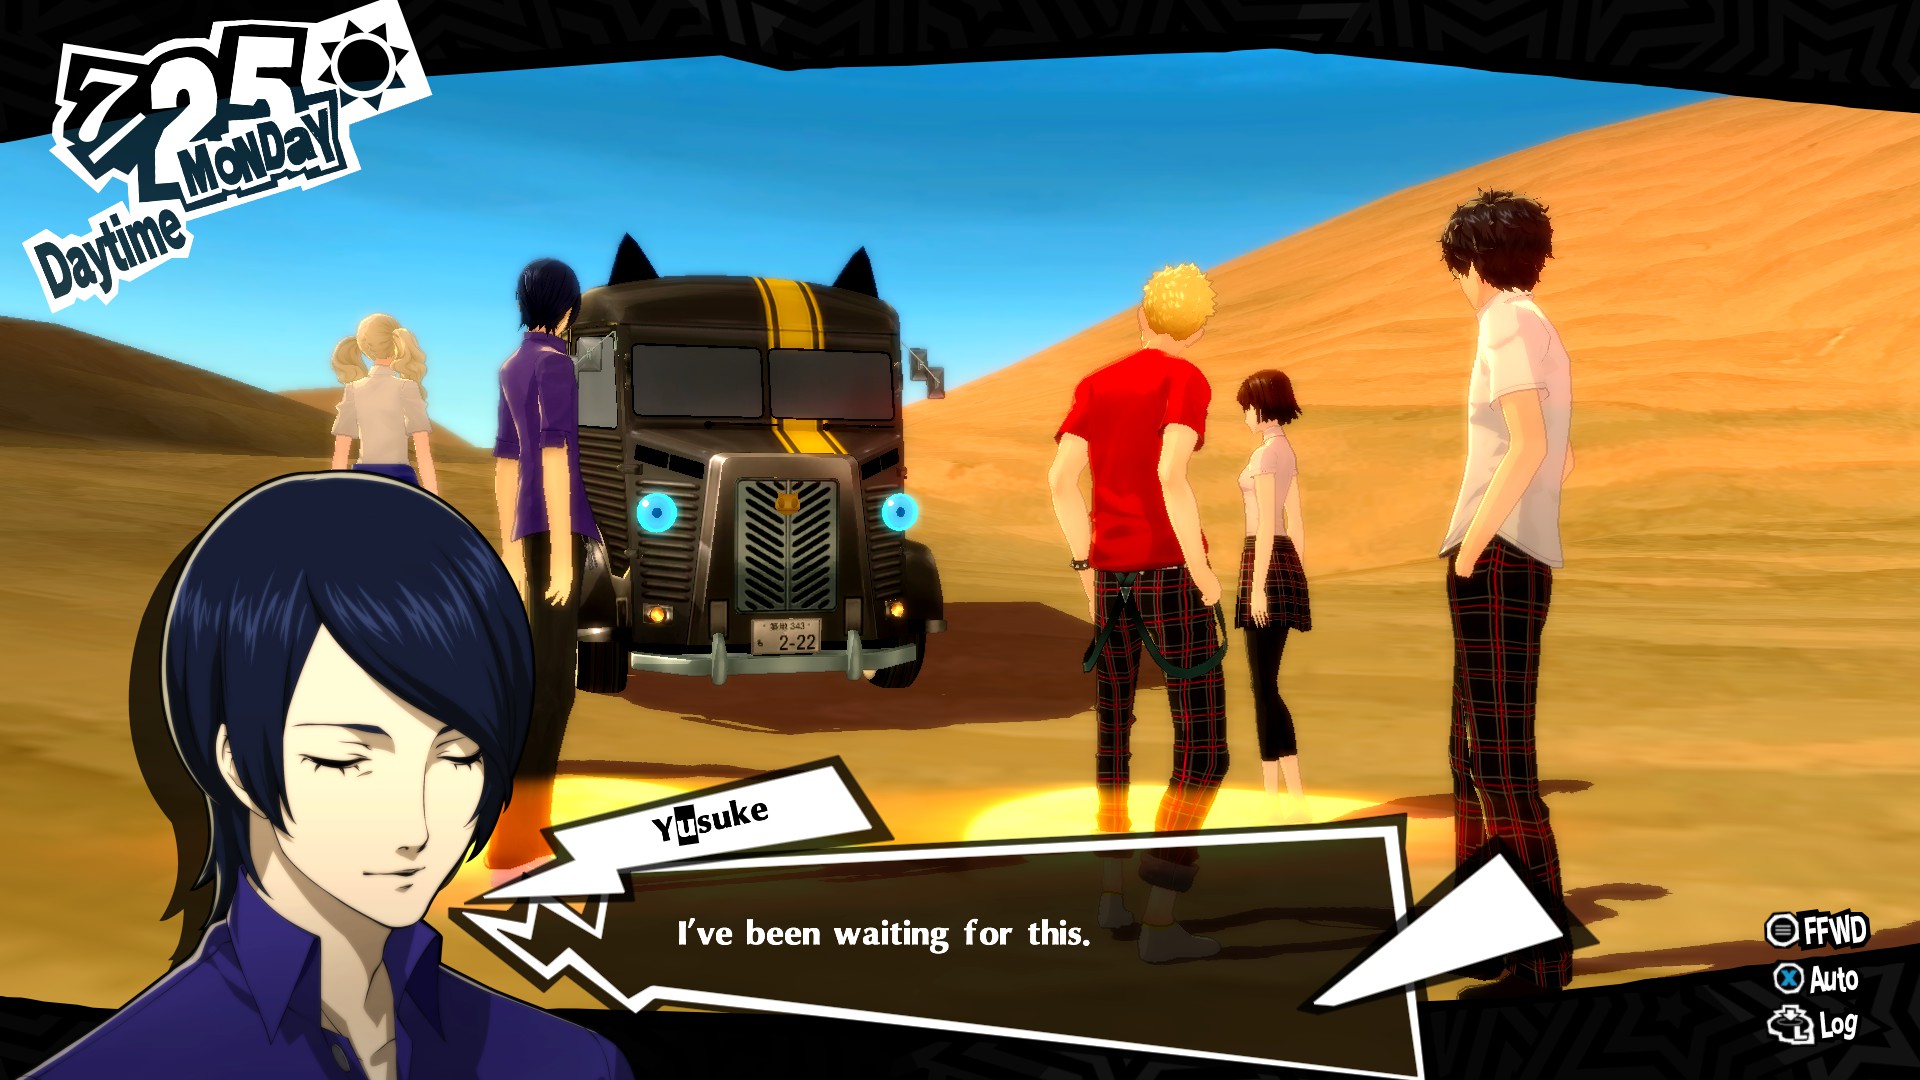 7 25
MONDAY
Daytime
2-22
Yusuke
I've been waiting for this.
FFWD
X Auto
L Log